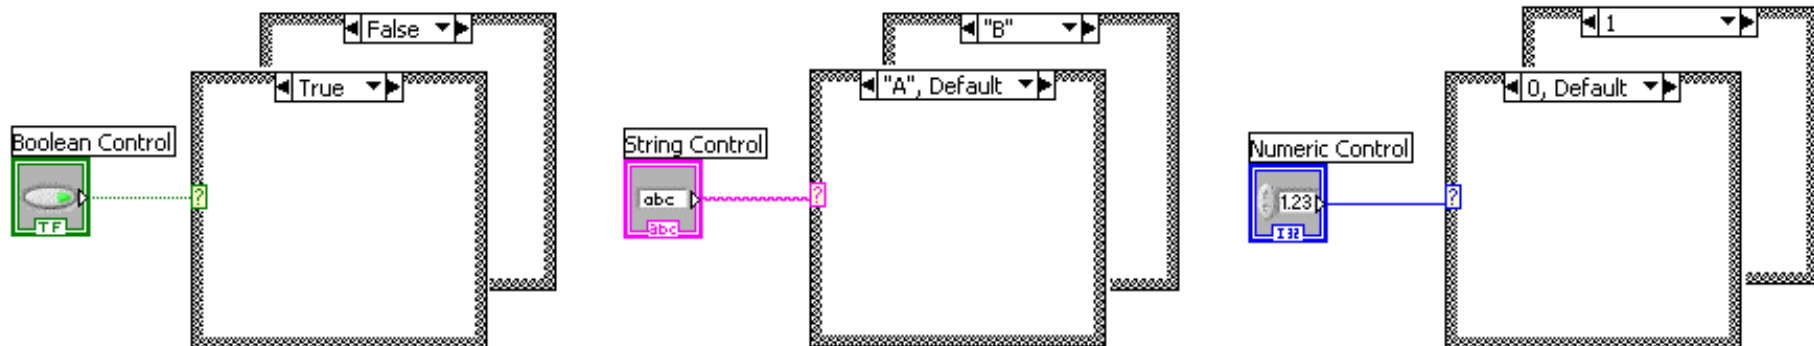 False
True
Boolean Control
?
TF
"B"
"A", Default
String Control
abc
?
abc
1
0, Default
Numeric Control
1.23
?
I32